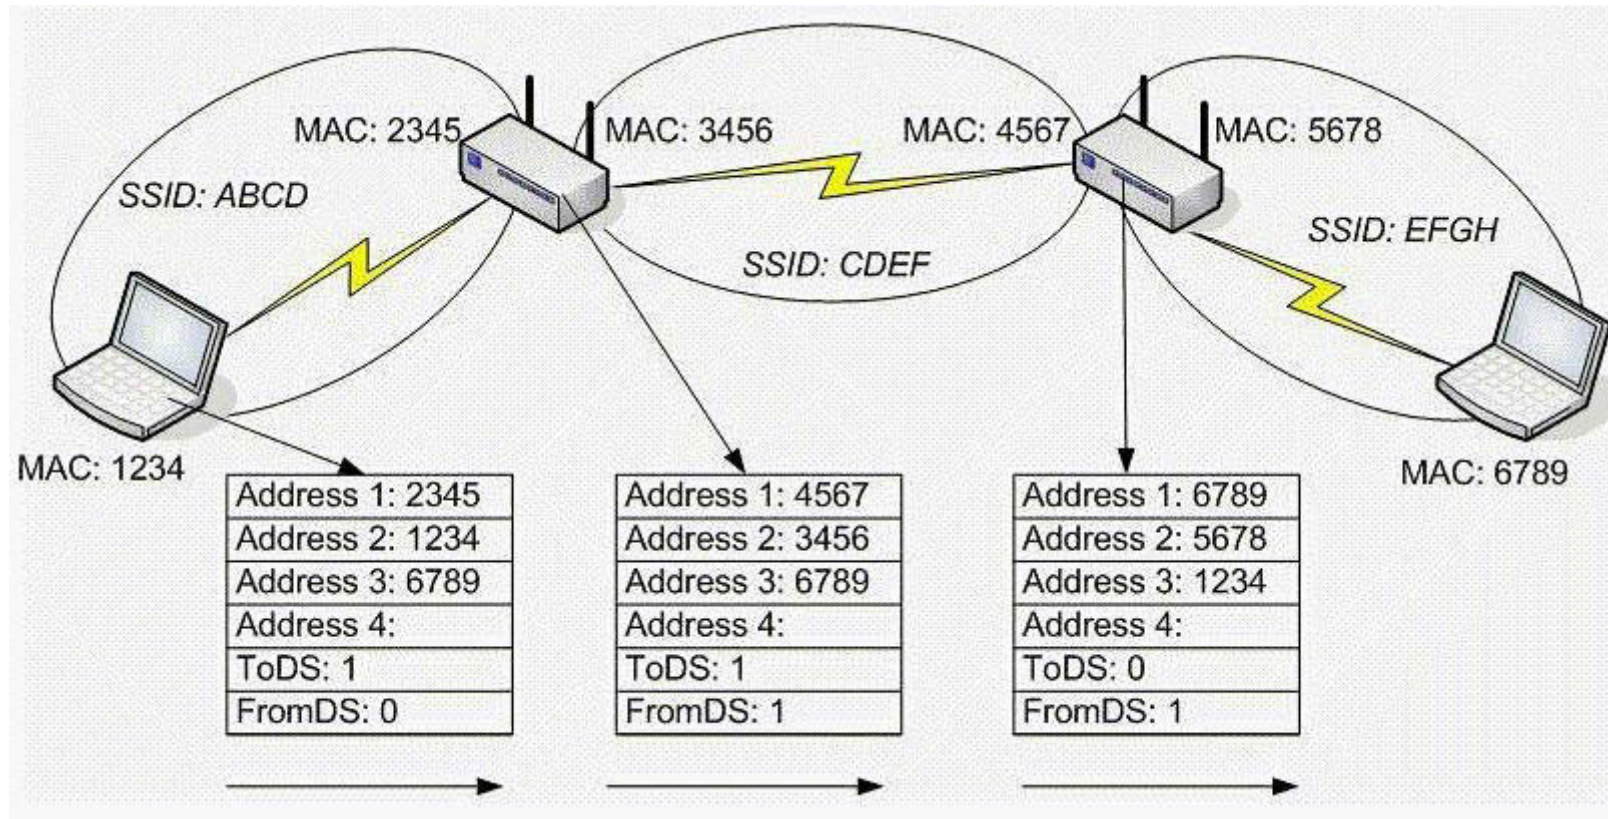 MAC: 2345
MAC: 3456
MAC: 4567
MAC: 5678
SSID: ABCD
SSID: CDEF
SSID: EFGH
MAC: 1234
MAC: 6789
Address 1: 2345
Address 2: 1234
Address 3: 6789
Address 4:
ToDS: 1
FromDS: 0
Address 1: 4567
Address 2: 3456
Address 3: 6789
Address 4:
ToDS: 1
FromDS: 1
Address 1: 6789
Address 2: 5678
Address 3: 1234
Address 4:
ToDS: 0
FromDS: 1